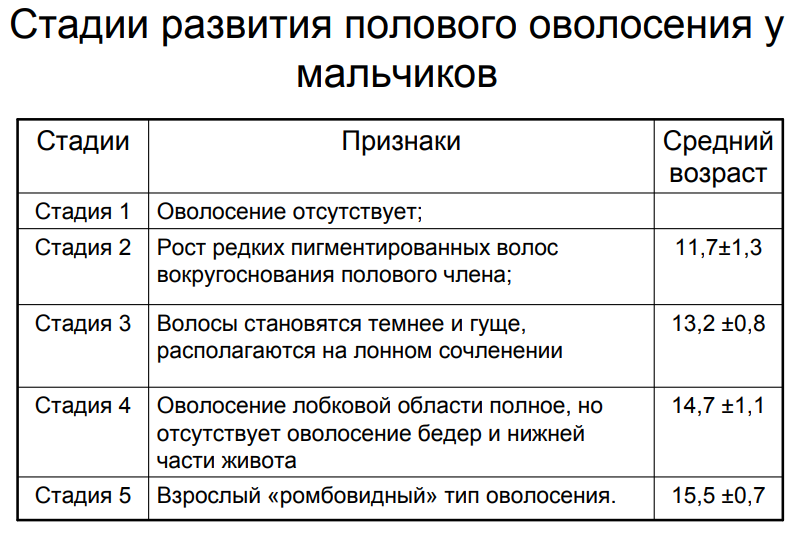 Стадии развития полового оволосения у
мальчиков
Стадии Признаки Средний
возраст
Стадия 1 Оволосение отсутствует;
Стадия 2 Рост редких пигментированных волос 11,7±1,3
вокругоснования полового члена;
Стадия 3 Волосы становятся темнее и гуще, 13,2 ±0,8
располагаются на лонном сочленении
Стадия 4 Оволосение лобковой области полное, но 14,7 ±1,1
отсутствует оволосение бедер и нижней
части живота
Стадия 5 Взрослый «ромбовидный» тип оволосения. 15,5 ±0,7